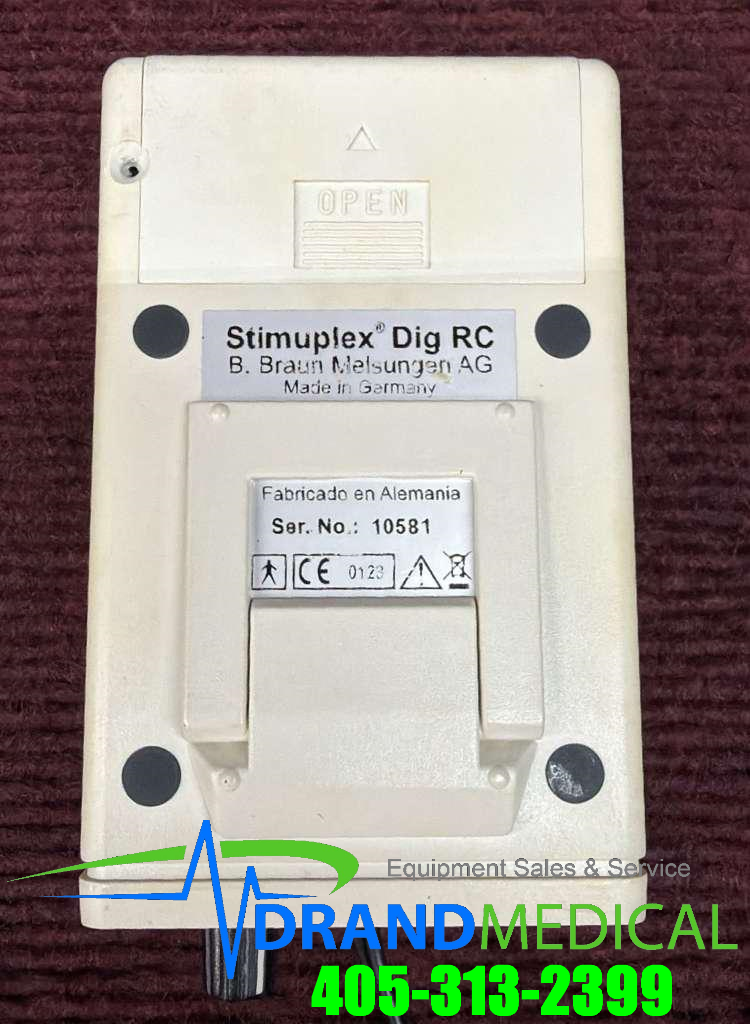 OPEN
Stimuplex® Dig RC
B. Braun Melsungen AG
Made in Germany
Fabricado en Alemania
Ser. No.: 10581
CE 0123
Equipment Sales & Service
DRANDMEDICAL
405-313-2399